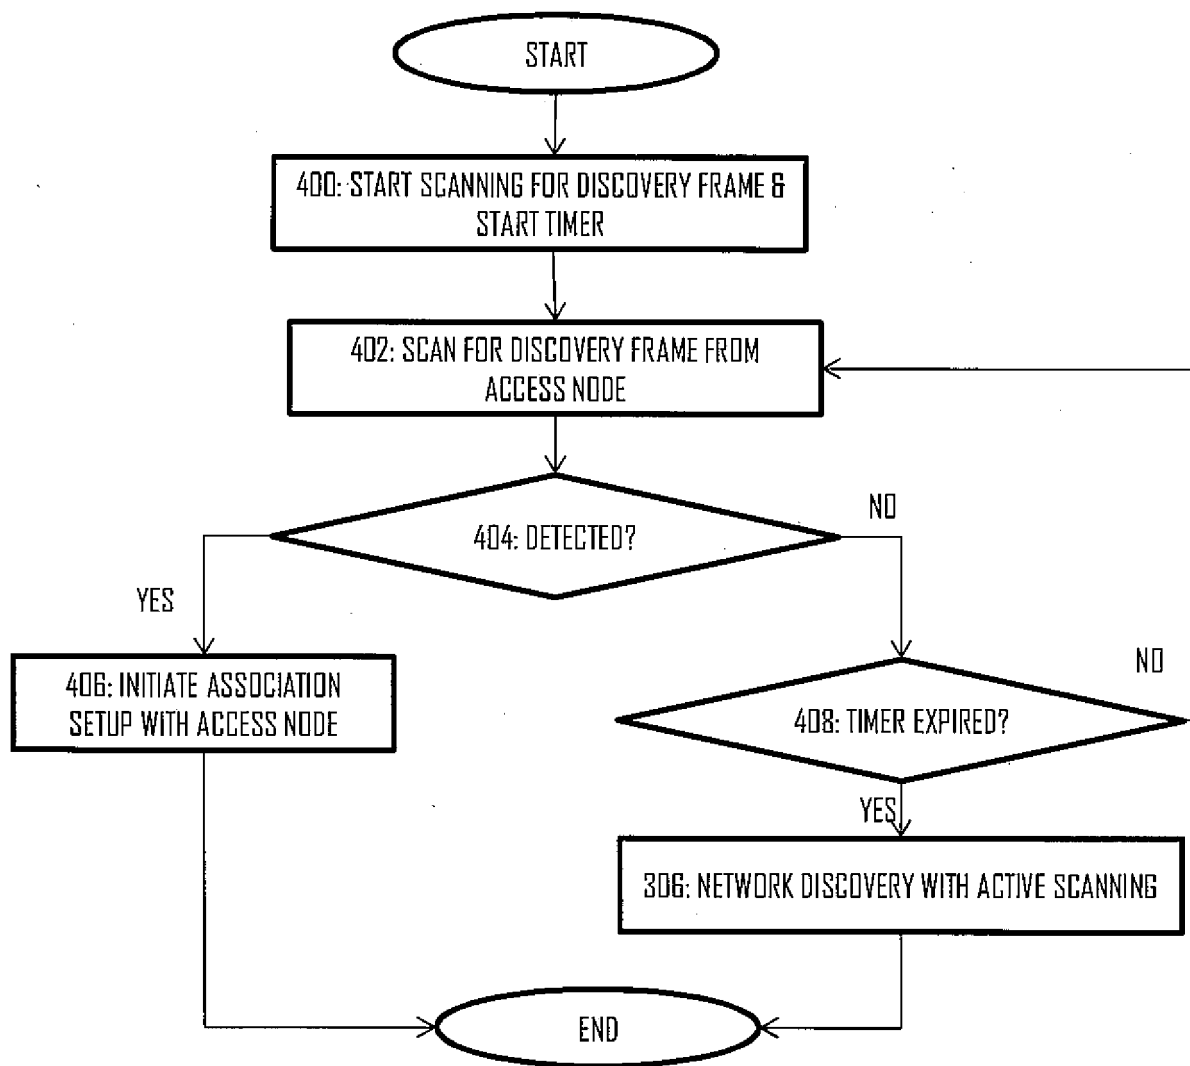 START
400: START SCANNING FOR DISCOVERY FRAME &
START TIMER
402: SCAN FOR DISCOVERY FRAME FROM
ACCESS NODE
404: DETECTED?
NO
YES
406: INITIATE ASSOCIATION
SETUP WITH ACCESS NODE
NO
408: TIMER EXPIRED?
YES
306: NETWORK DISCOVERY WITH ACTIVE SCANNING
END